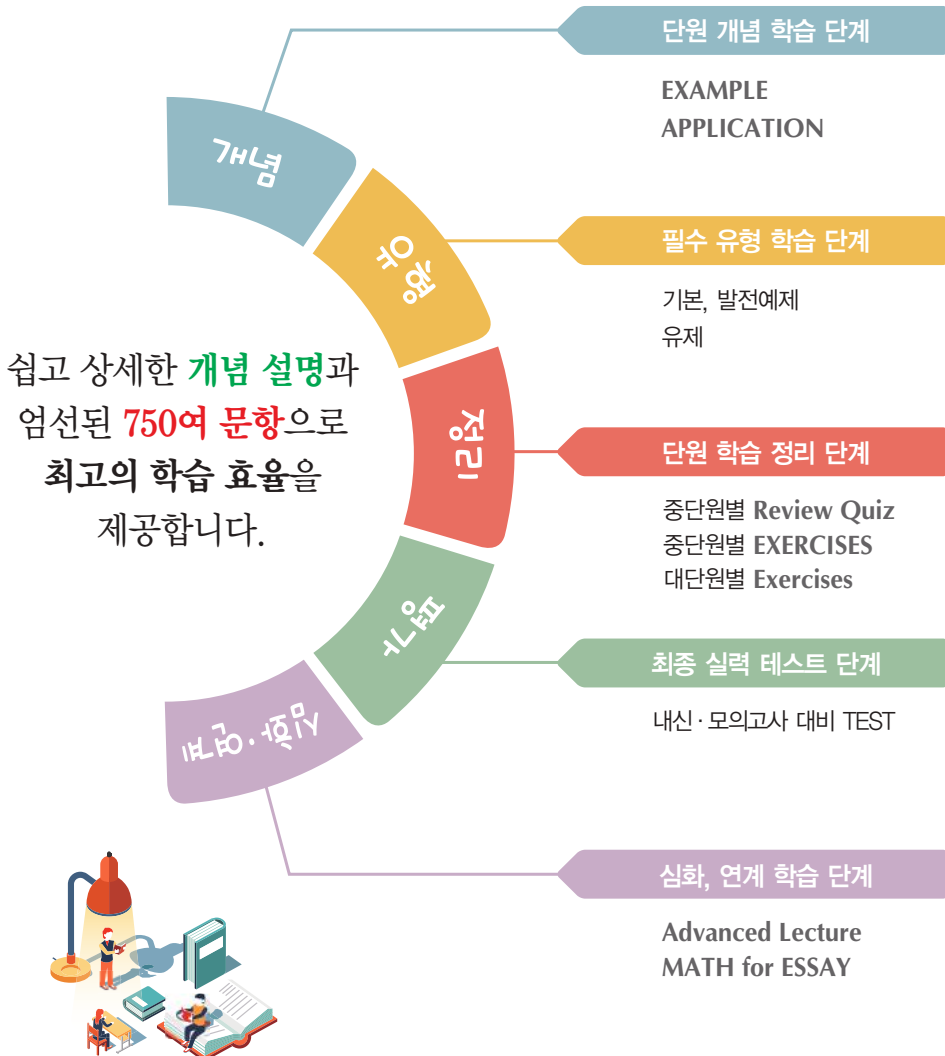 단원 개념 학습 단계
EXAMPLE
APPLICATION
개념
필수 유형 학습 단계
기본, 발전예제
유제
유형
쉽고 상세한 개념 설명과
엄선된 750여 문항으로
최고의 학습 효율을
제공합니다.
정리
단원 학습 정리 단계
중단원별 Review Quiz
중단원별 EXERCISES
대단원별 Exercises
평가
최종 실력 테스트 단계
내신·모의고사 대비 TEST
심화·연계
심화, 연계 학습 단계
Advanced Lecture
MATH for ESSAY